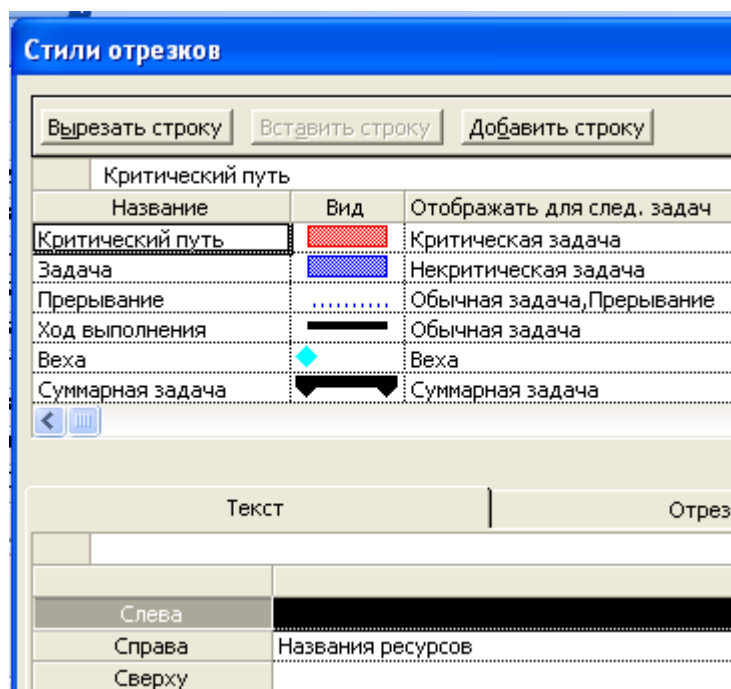 Стили отрезков
Вырезать строку Вставить строку Добавить строку
Критический путь
Название Вид Отображать для след. задач
Критический путь Критическая задача
Задача Некритическая задача
Прерывание Обычная задача,Прерывание
Ход выполнения Обычная задача
Веха Веха
Суммарная задача Суммарная задача
Текст Отрез
Слева
Справа Названия ресурсов
Сверху